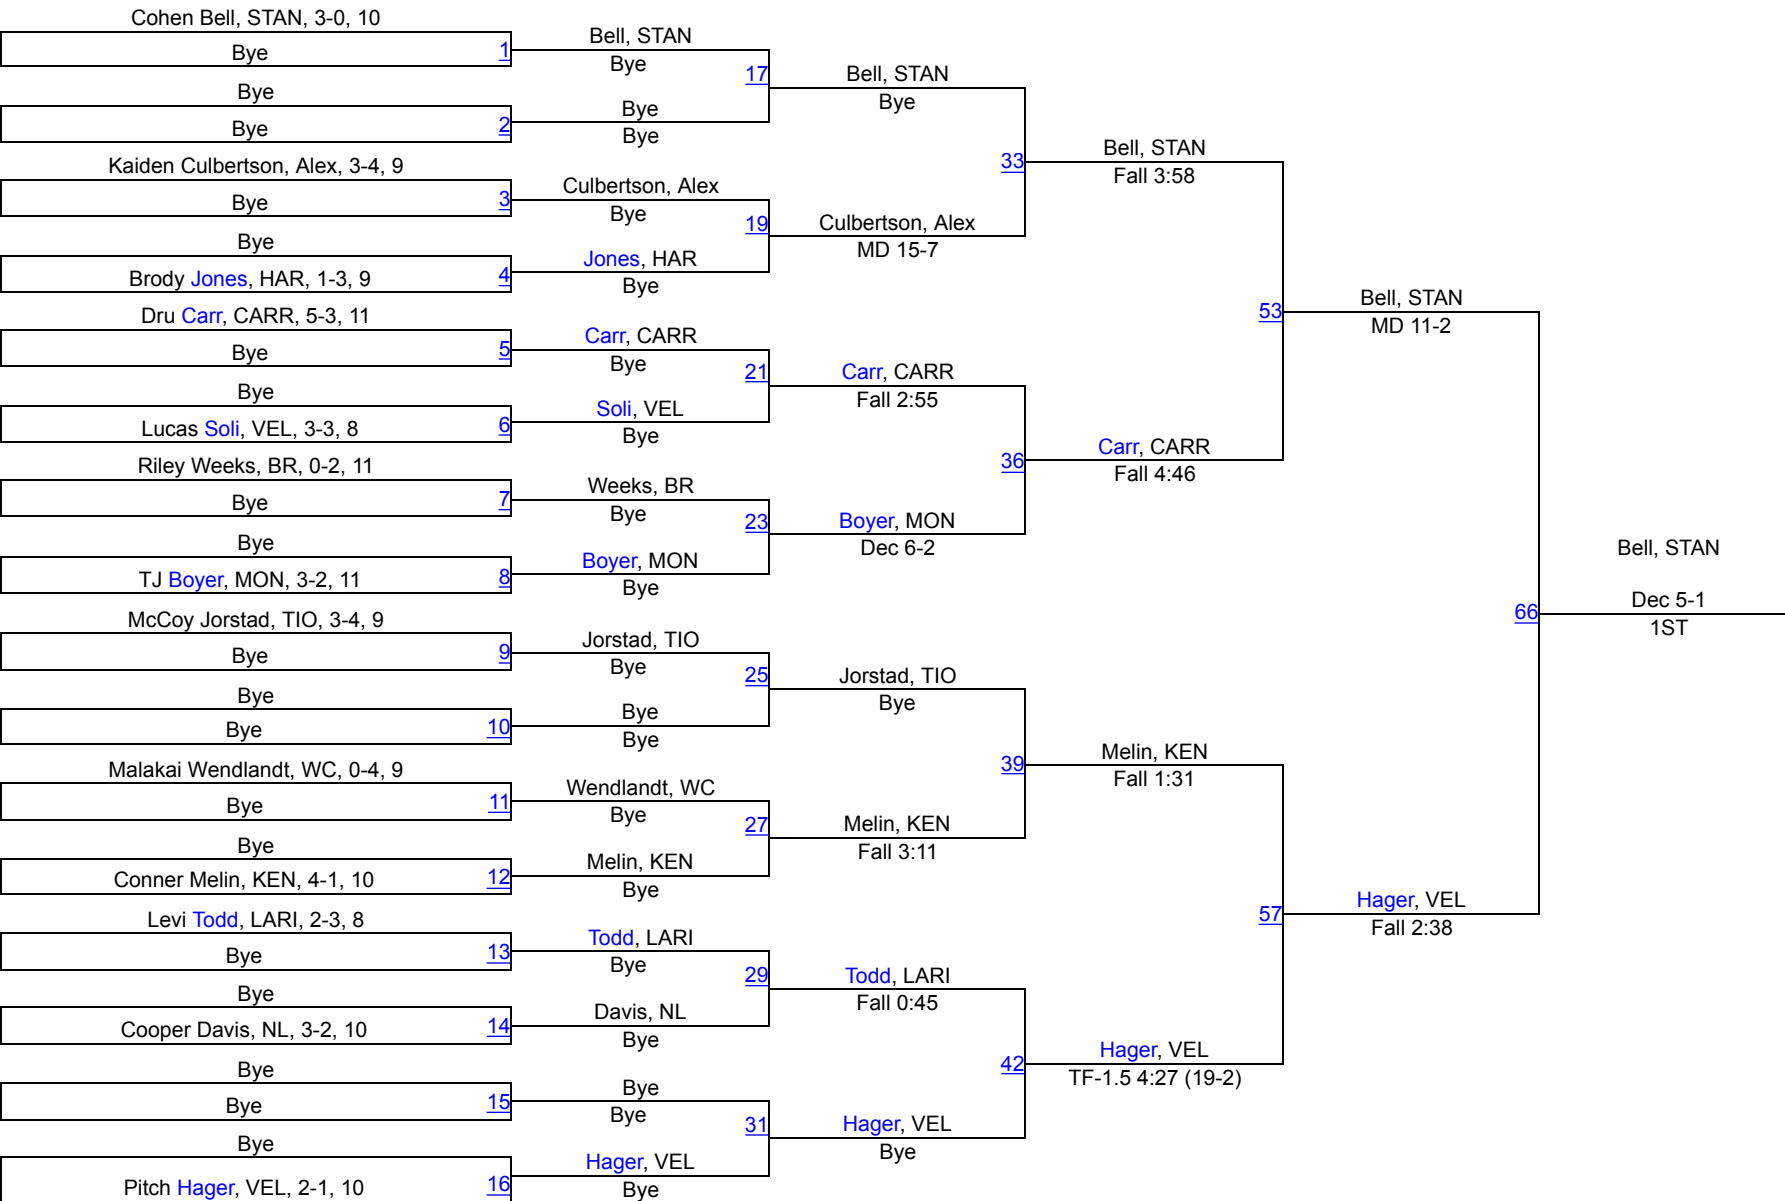 Cohen Bell, STAN, 3-0, 10
Bye
1
Bye
Bye
2
Kaiden Culbertson, Alex, 3-4, 9
Bye
3
Bye
Brody Jones, HAR, 1-3, 9
4
Dru Carr, CARR, 5-3, 11
Bye
5
Bye
Lucas Soli, VEL, 3-3, 8
6
Riley Weeks, BR, 0-2, 11
Bye
7
Bye
TJ Boyer, MON, 3-2, 11
8
McCoy Jorstad, TIO, 3-4, 9
Bye
9
Bye
Bye
10
Malakai Wendlandt, WC, 0-4, 9
Bye
11
Bye
Conner Melin, KEN, 4-1, 10
12
Levi Todd, LARI, 2-3, 8
Bye
13
Bye
Cooper Davis, NL, 3-2, 10
14
Bye
Bye
15
Bye
Pitch Hager, VEL, 2-1, 10
16
Bell, STAN
Bye
17
Bye
Bye
Culbertson, Alex
Bye
19
Jones, HAR
Bye
Carr, CARR
Bye
21
Soli, VEL
Bye
Weeks, BR
Bye
23
Boyer, MON
Bye
Jorstad, TIO
Bye
25
Bye
Bye
Wendlandt, WC
Bye
27
Melin, KEN
Bye
Todd, LARI
Bye
29
Davis, NL
Bye
Bye
Bye
31
Hager, VEL
Bye
Bell, STAN
Bye
33
Culbertson, Alex
MD 15-7
Carr, CARR
Fall 2:55
36
Boyer, MON
Dec 6-2
Jorstad, TIO
Bye
39
Melin, KEN
Fall 3:11
Todd, LARI
Fall 0:45
42
Hager, VEL
Bye
Bell, STAN
Fall 3:58
53
Carr, CARR
Fall 4:46
Melin, KEN
Fall 1:31
57
Hager, VEL
TF-1.5 4:27 (19-2)
Bell, STAN
MD 11-2
66
Hager, VEL
Fall 2:38
Bell, STAN
Dec 5-1
1ST